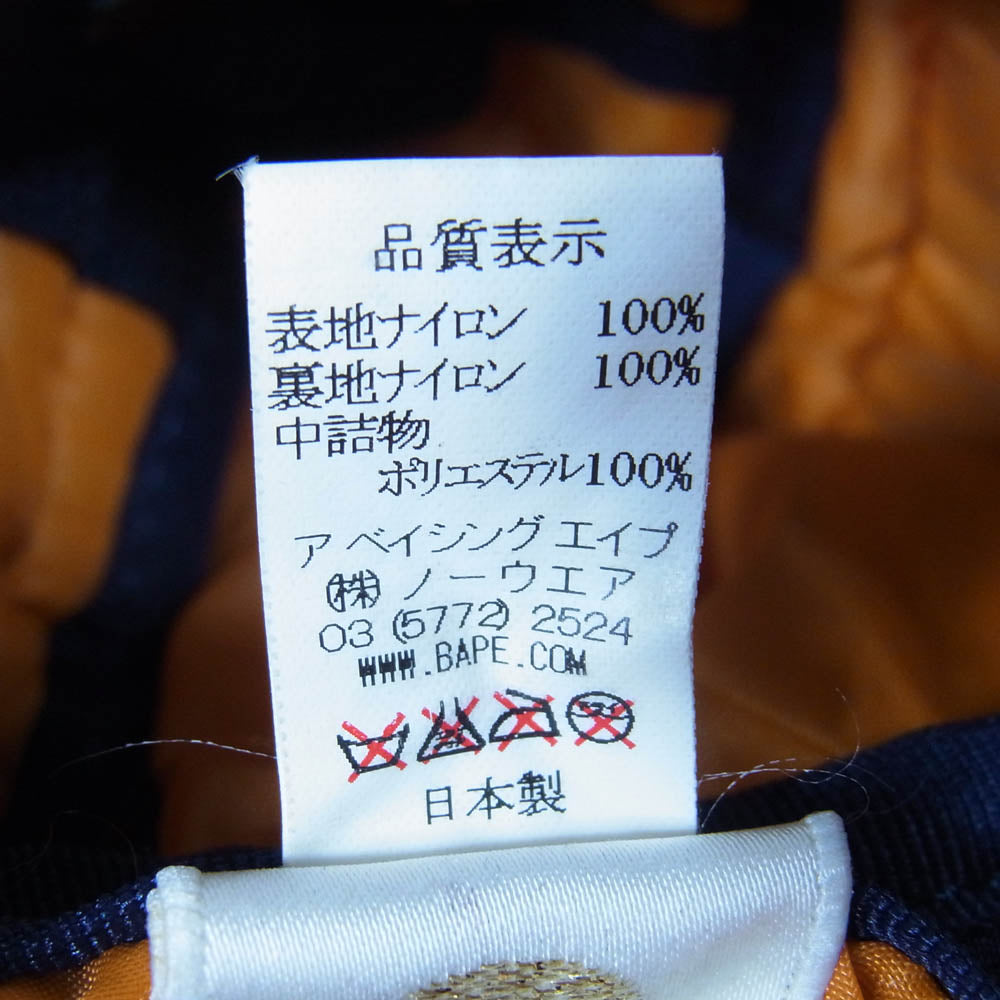 品質表示
表地ナイロン 100%
裏地ナイロン 100%
中詰物
ポリエステル100%
ア ベイシング エイプ
㈱ ノーウエア
03 (5772) 2524
WWW.BAPE.COM
日本製